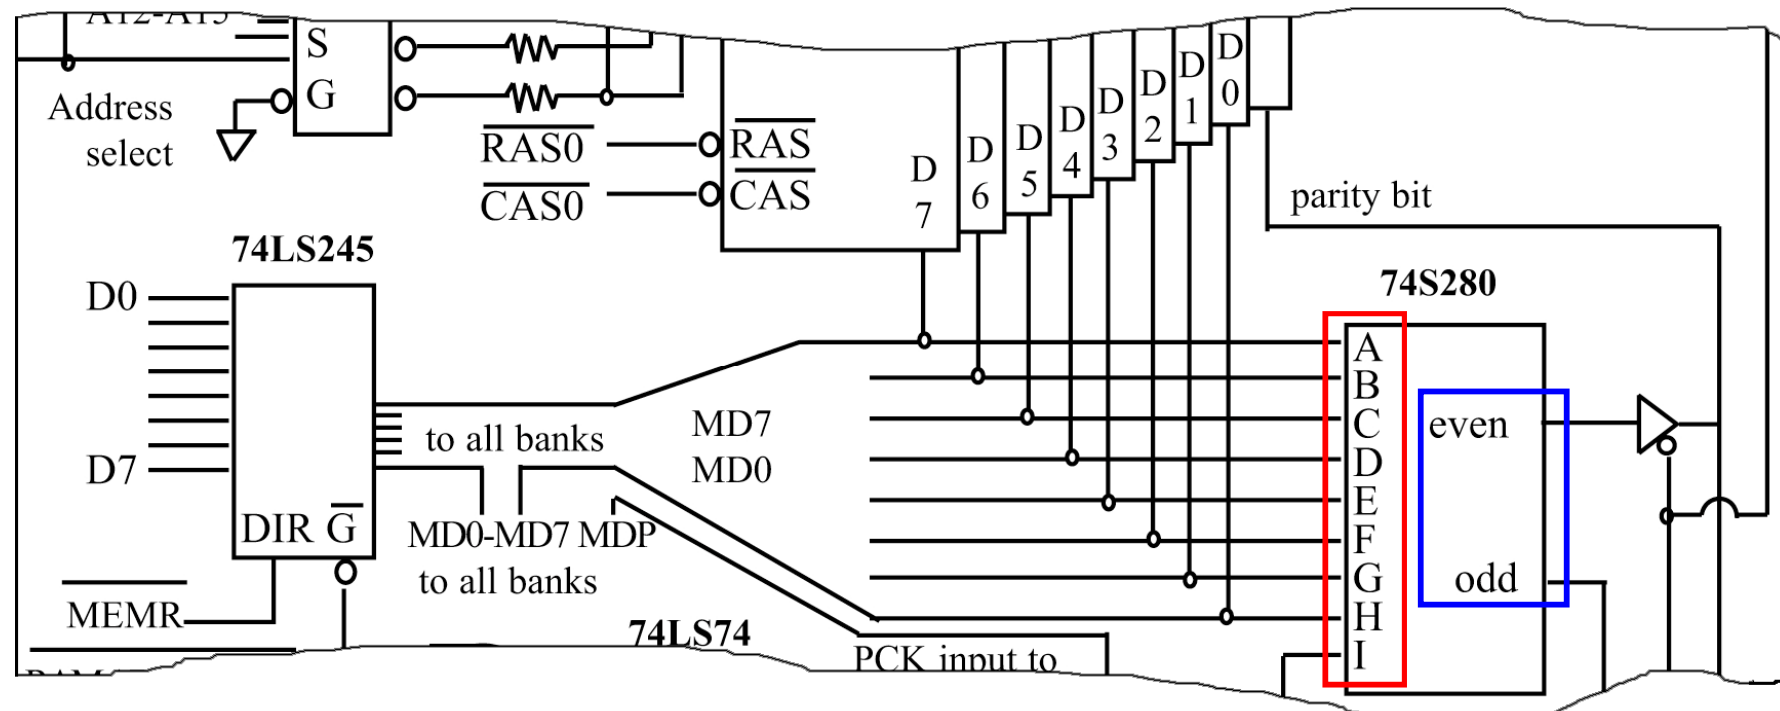 A12-A15
S
G
Address
select
RAS0
CAS0
RAS
CAS
D
7
D
6
D
5
D
4
D
3
D
2
D
1
D
0
parity bit
74LS245
D0
D7
DIR G
MEMR
to all banks
MD0-MD7 MDP
to all banks
MD7
MD0
74LS74
PCK input to
74S280
A
B
C
D
E
F
G
H
I
even
odd